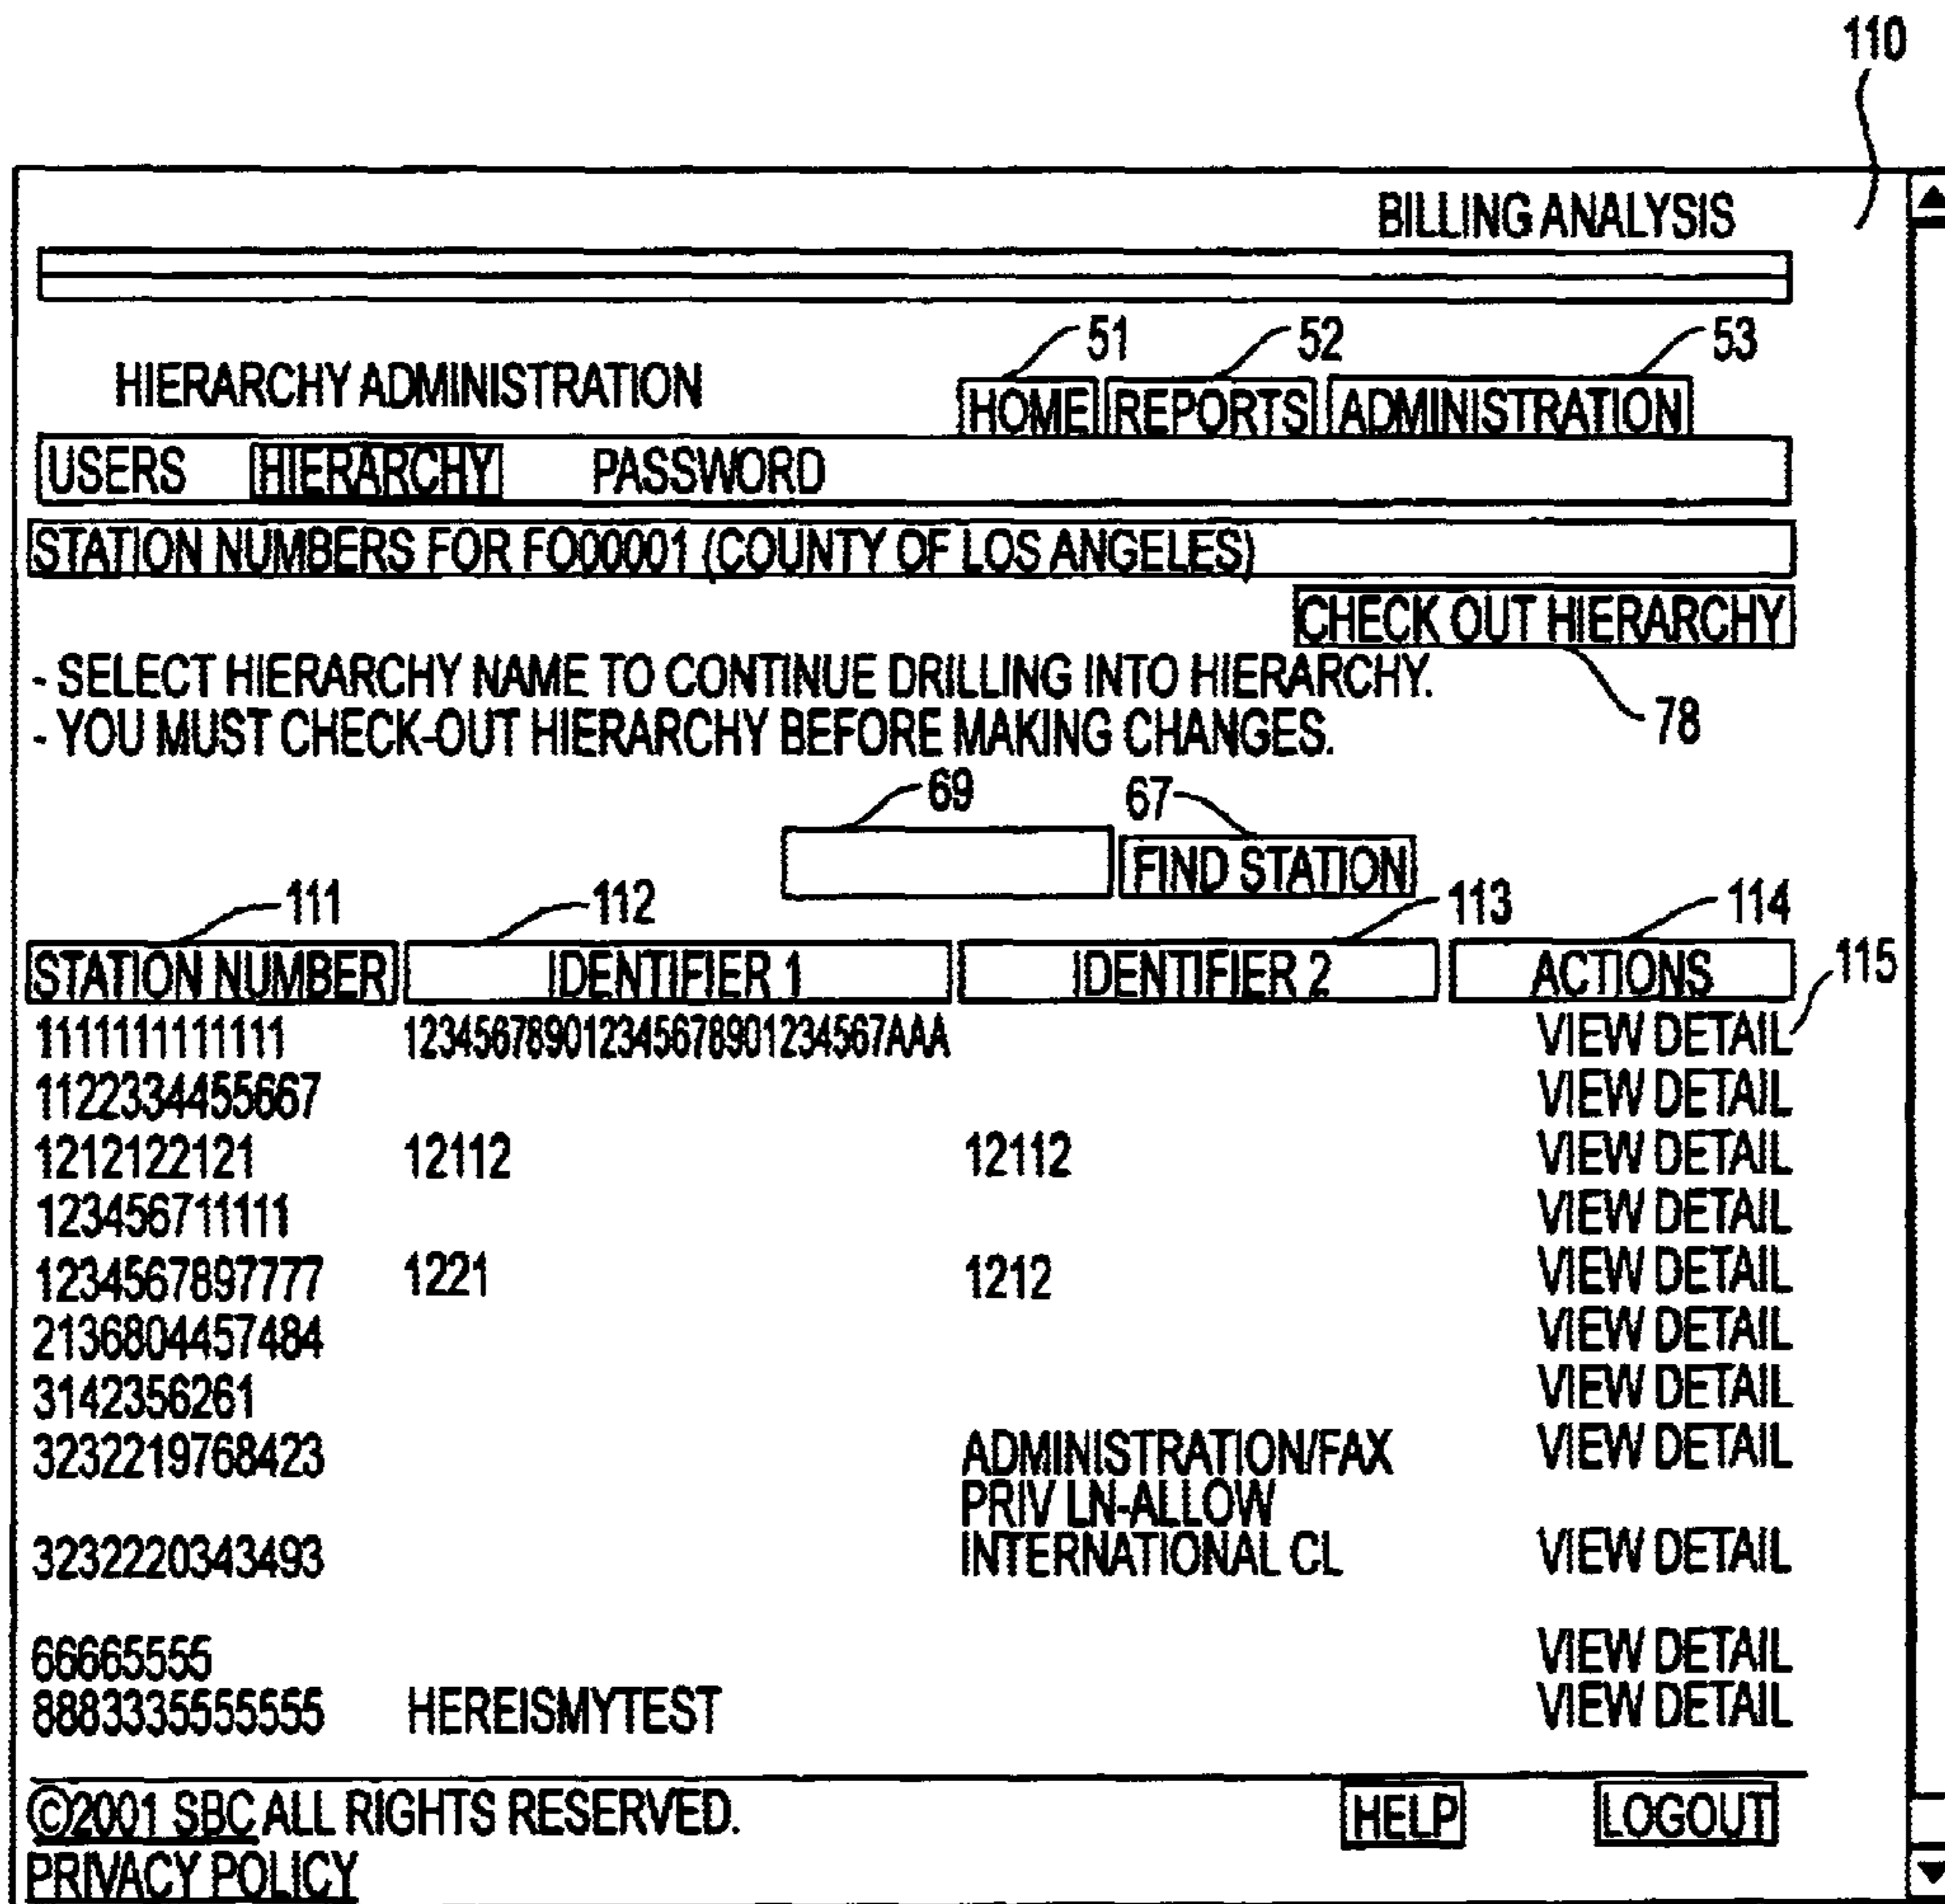 110
BILLING ANALYSIS
51 52 53
HIERARCHY ADMINISTRATION HOME REPORTS ADMINISTRATION
USERS HIERARCHY PASSWORD
STATION NUMBERS FOR FO00001 (COUNTY OF LOS ANGELES)
CHECK OUT HIERARCHY
- SELECT HIERARCHY NAME TO CONTINUE DRILLING INTO HIERARCHY.
78
- YOU MUST CHECK-OUT HIERARCHY BEFORE MAKING CHANGES.
69 67
FIND STATION
111 112 113 114
STATION NUMBER IDENTIFIER 1 IDENTIFIER 2 ACTIONS 115
1111111111111 123456789012345678901234567AAA VIEW DETAIL
1122334455667 VIEW DETAIL
1212122121 12112 12112 VIEW DETAIL
123456711111 VIEW DETAIL
1234567897777 1221 1212 VIEW DETAIL
2136804457484 VIEW DETAIL
3142356261 VIEW DETAIL
3232219768423 ADMINISTRATION/FAX VIEW DETAIL
PRIV LN-ALLOW
3232220343493 INTERNATIONAL CL VIEW DETAIL
66665555 VIEW DETAIL
8883335555555 HEREISMYTEST VIEW DETAIL
©2001 SBC ALL RIGHTS RESERVED. HELP LOGOUT
PRIVACY POLICY